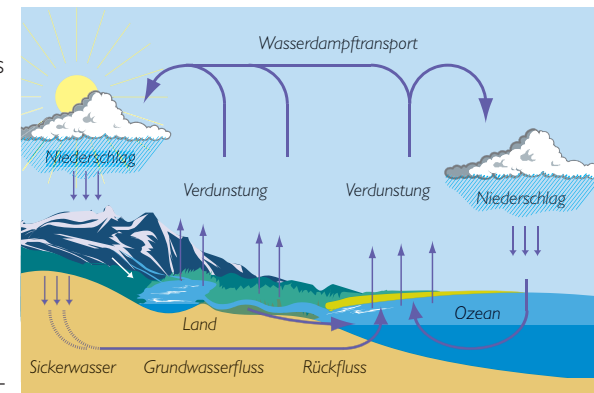 s
Wasserdampftransport
Niederschlag
Verdunstung
Verdunstung
Niederschlag
Land
Ozean
Sickerwasser
Grundwasserfluss
Rückfluss